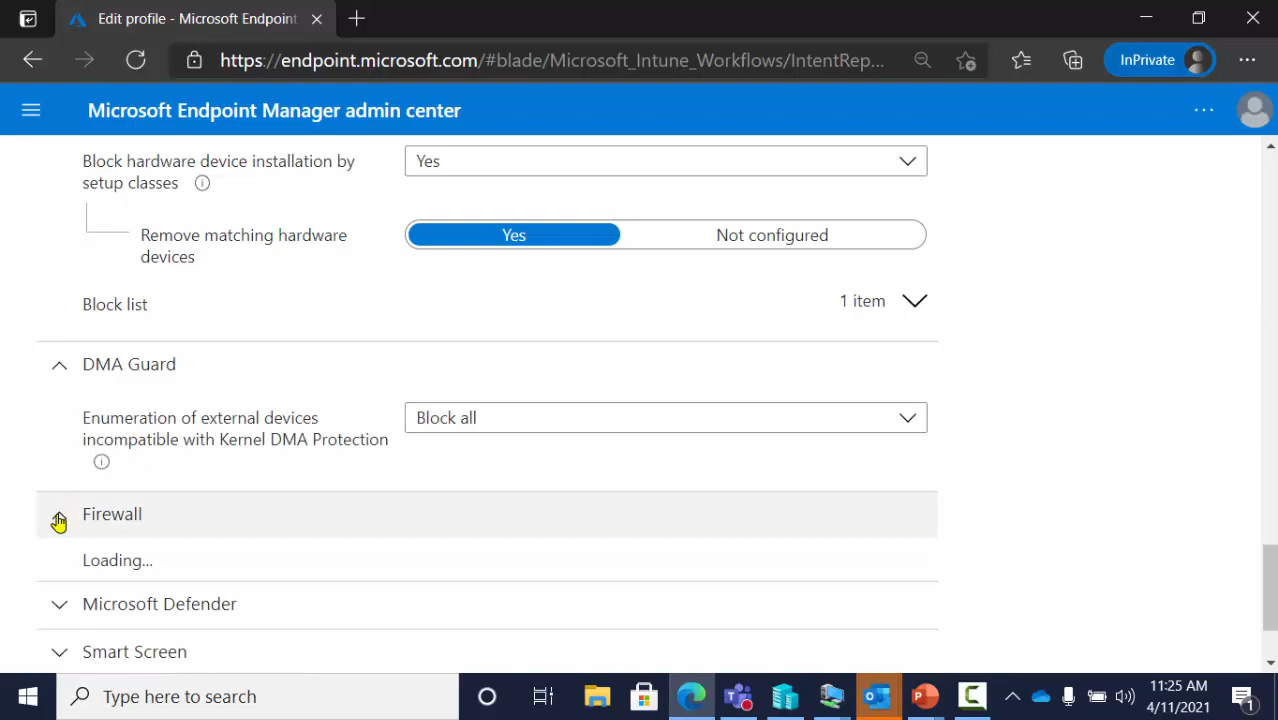 Edit profile - Microsoft Endpoint
https://endpoint.microsoft.com/#blade/Microsoft_Intune_Workflows/IntentRep...
InPrivate
Microsoft Endpoint Manager admin center
Block hardware device installation by
setup classes
Yes
Remove matching hardware
devices
Yes
Not configured
Block list
1 item
DMA Guard
Enumeration of external devices
incompatible with Kernel DMA Protection
Block all
Firewall
Loading...
Microsoft Defender
Smart Screen
Type here to search
11:25 AM
4/11/2021
1